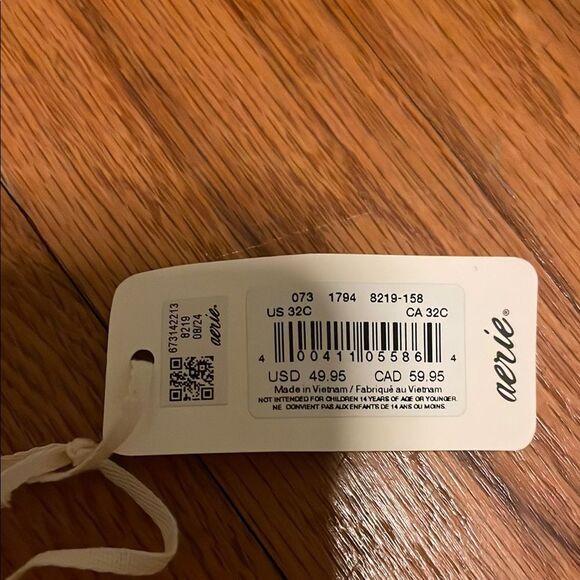 073 1794 8219-158
US 32C CA 32C
4 00411 05586 4
USD 49.95 CAD 59.95
Made in Vietnam / Fabriqué au Vietnam
NOT INTENDED FOR CHILDREN 14 YEARS OF AGE OR YOUNGER.
NE CONVIENT PAS AUX ENFANTS DE 14 ANS OU MOINS.
673142213
8219
08/24
aerie®
aerie®